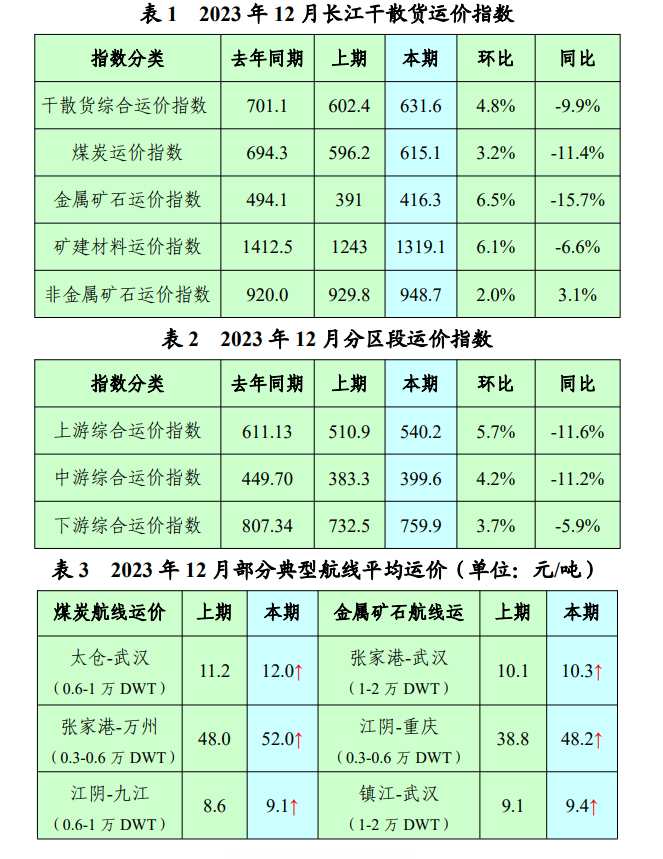 表 1 2023 年 12 月长江干散货运价指数
指数分类 去年同期 上期 本期 环比 同比
干散货综合运价指数 701.1 602.4 631.6 4.8% -9.9%
煤炭运价指数 694.3 596.2 615.1 3.2% -11.4%
金属矿石运价指数 494.1 391 416.3 6.5% -15.7%
矿建材料运价指数 1412.5 1243 1319.1 6.1% -6.6%
非金属矿石运价指数 920.0 929.8 948.7 2.0% 3.1%
表 2 2023 年 12 月分区段运价指数
指数分类 去年同期 上期 本期 环比 同比
上游综合运价指数 611.13 510.9 540.2 5.7% -11.6%
中游综合运价指数 449.70 383.3 399.6 4.2% -11.2%
下游综合运价指数 807.34 732.5 759.9 3.7% -5.9%
表 3 2023 年 12 月部分典型航线平均运价（单位：元/吨）
煤炭航线运价 上期 本期 金属矿石航线运 上期 本期
太仓-武汉 张家港-武汉
11.2 12.0↑ 10.1 10.3↑
（0.6-1 万 DWT） （1-2 万 DWT）
张家港-万州 江阴-重庆
48.0 52.0↑ 38.8 48.2↑
（0.3-0.6 万 DWT） （0.3-0.6 万 DWT）
江阴-九江 镇江-武汉
8.6 9.1↑ 9.1 9.4↑
（0.6-1 万 DWT） （1-2 万 DWT）